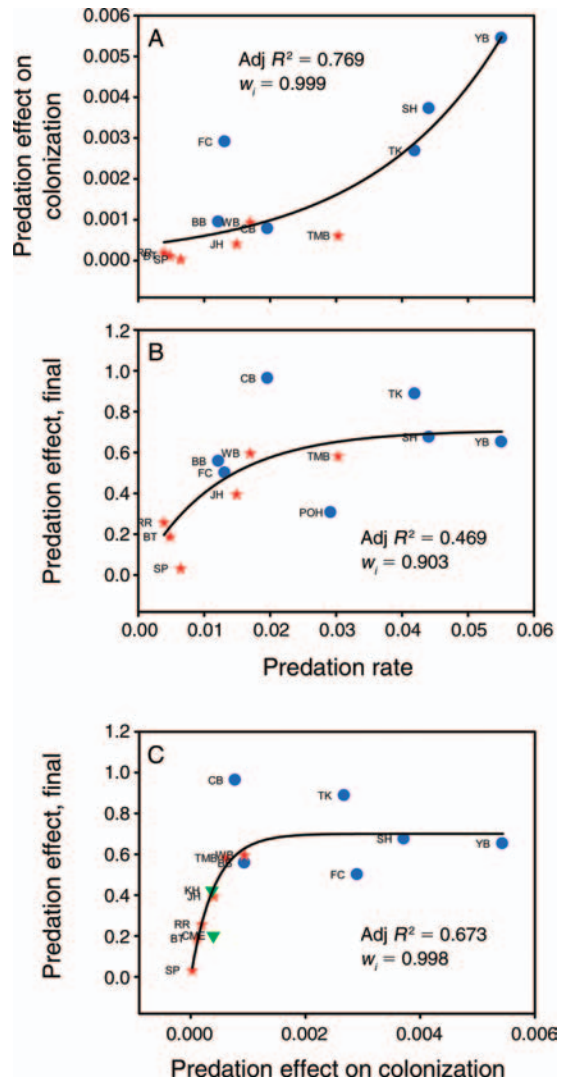 Predation effect on
colonization
0.006
0.005
0.004
0.003
0.002
0.001
0.000
A
Adj R² = 0.769
wᵢ = 0.999
YB
SH
TK
FC
BB
WB
CB
JH
TMB
RR
BT
SP
Predation effect, final
1.2
1.0
0.8
0.6
0.4
0.2
0.0
B
CB
TK
SH
YB
WB
TMB
BB
FC
JH
POH
RR
BT
SP
Adj R² = 0.469
wᵢ = 0.903
0.00 0.01 0.02 0.03 0.04 0.05 0.06
Predation rate
Predation effect, final
1.2
1.0
0.8
0.6
0.4
0.2
0.0
C
CB
TK
SH
YB
TMB
WB
BB
FC
KH
JH
RR
CME
BT
SP
Adj R² = 0.673
wᵢ = 0.998
0.000 0.002 0.004 0.006
Predation effect on colonization